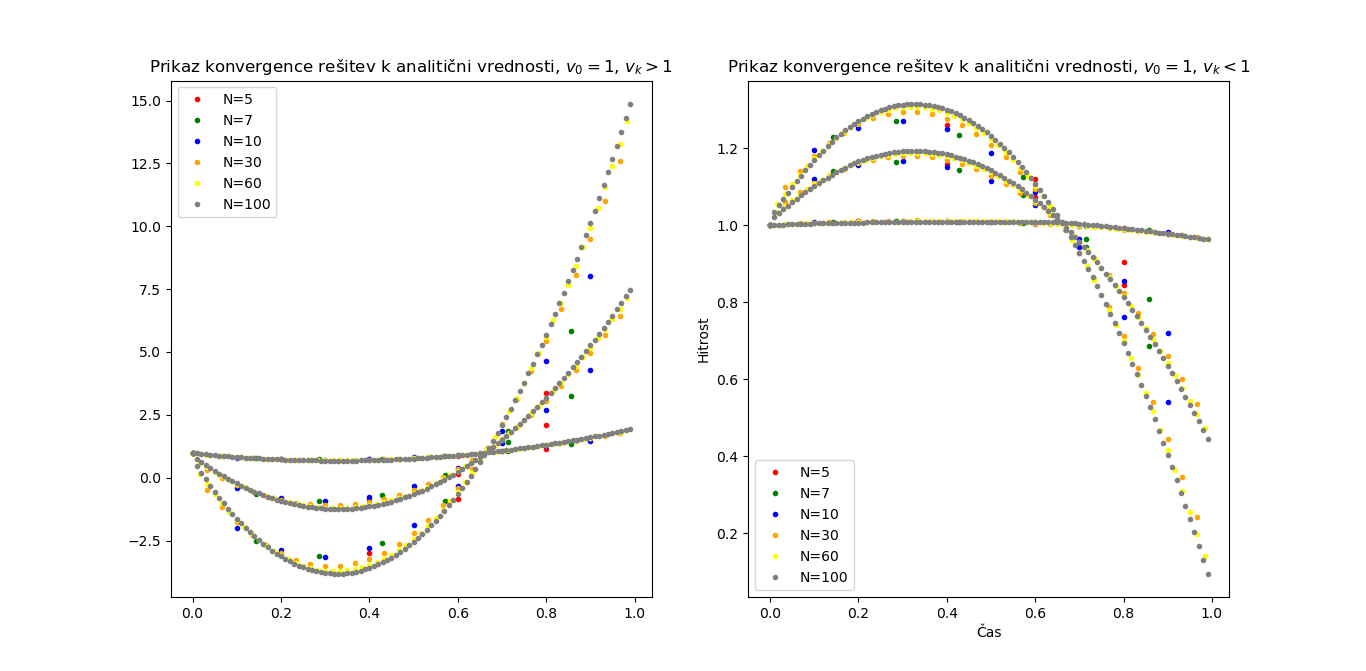 Prikaz konvergence rešitev k analitični vrednosti, v₀ = 1, vₖ > 1
15.0
12.5
10.0
7.5
5.0
2.5
0.0
−2.5
0.0 0.2 0.4 0.6 0.8 1.0
N=5
N=7
N=10
N=30
N=60
N=100
Prikaz konvergence rešitev k analitični vrednosti, v₀ = 1, vₖ < 1
Hitrost
1.2
1.0
0.8
0.6
0.4
0.2
N=5
N=7
N=10
N=30
N=60
N=100
0.0 0.2 0.4 0.6 0.8 1.0
Čas